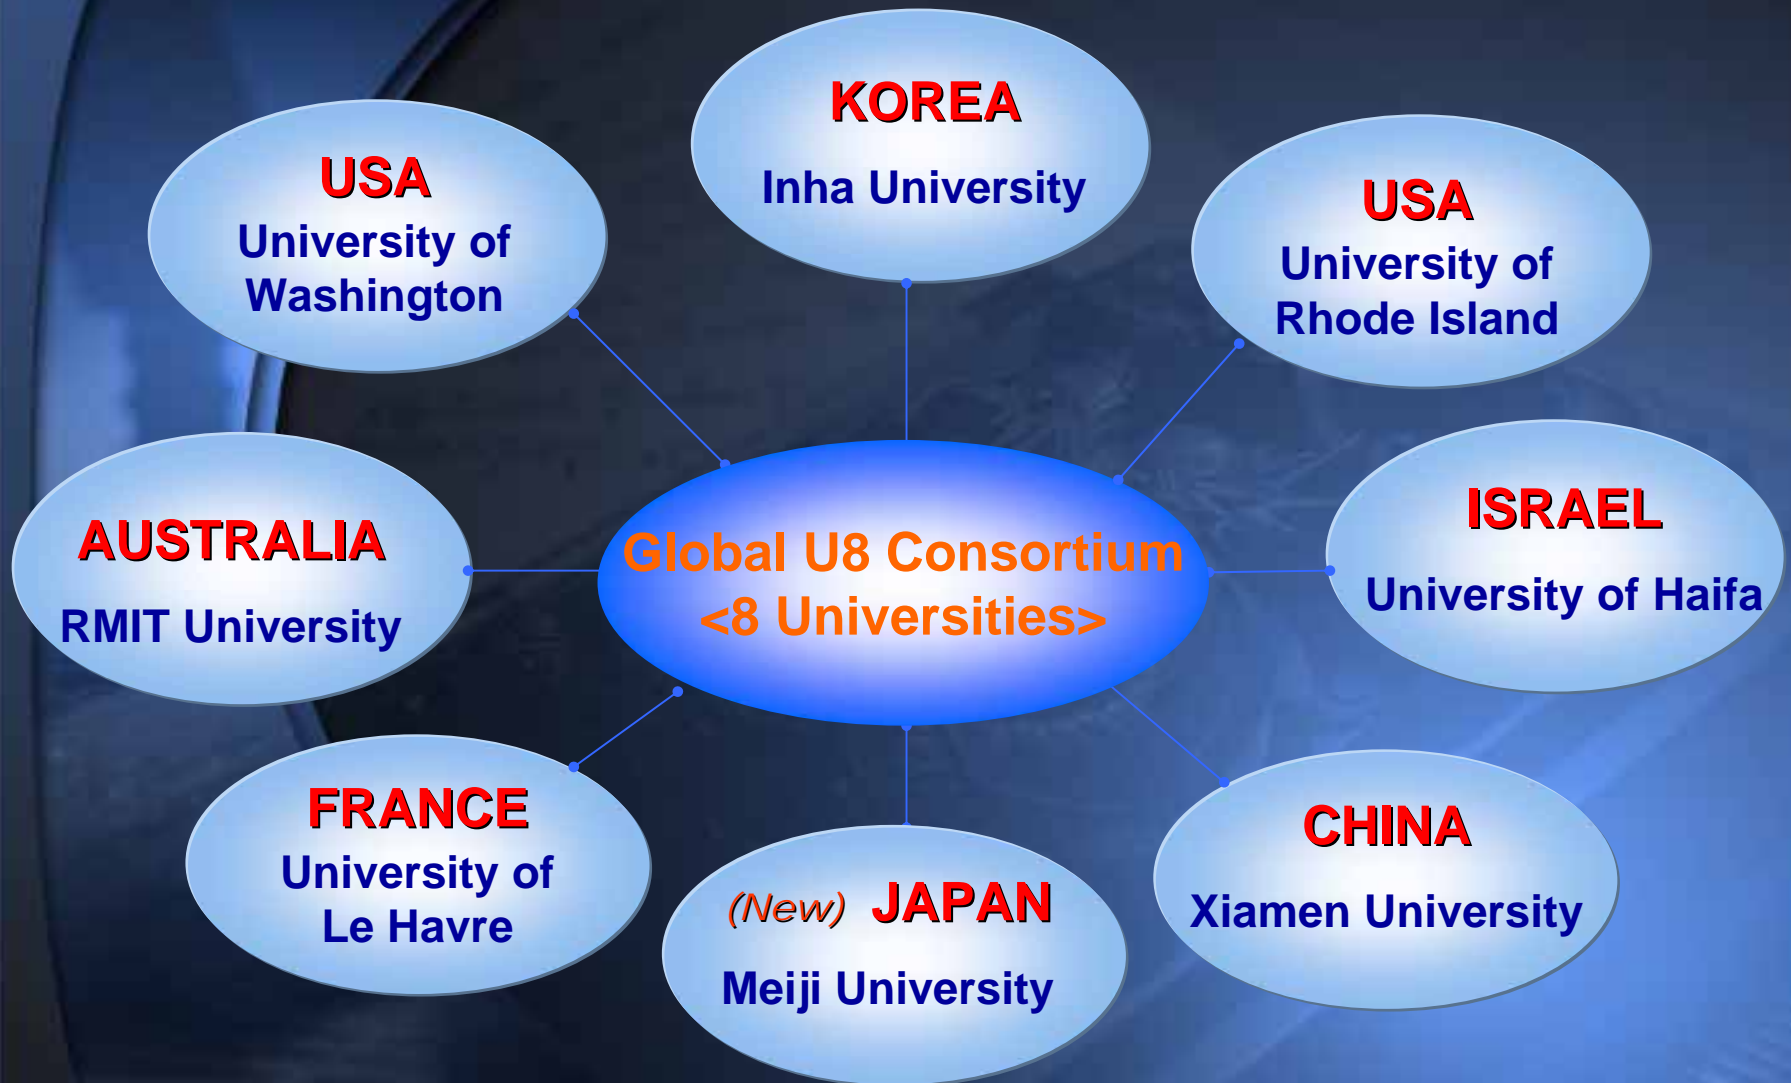 KOREA
Inha University
USA
University of
Washington
USA
University of
Rhode Island
AUSTRALIA
RMIT University
Global U8 Consortium
<8 Universities>
ISRAEL
University of Haifa
FRANCE
University of
Le Havre
(New) JAPAN
Meiji University
CHINA
Xiamen University